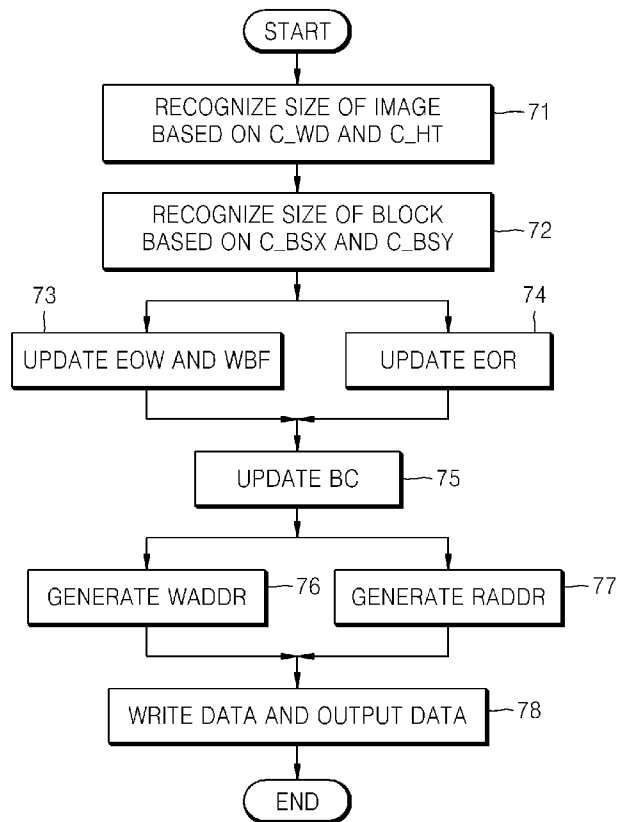 START
RECOGNIZE SIZE OF IMAGE
BASED ON C_WD AND C_HT
71
RECOGNIZE SIZE OF BLOCK
BASED ON C_BSX AND C_BSY
72
73
74
UPDATE EOW AND WBF
UPDATE EOR
UPDATE BC
75
GENERATE WADDR
76
GENERATE RADDR
77
WRITE DATA AND OUTPUT DATA
78
END